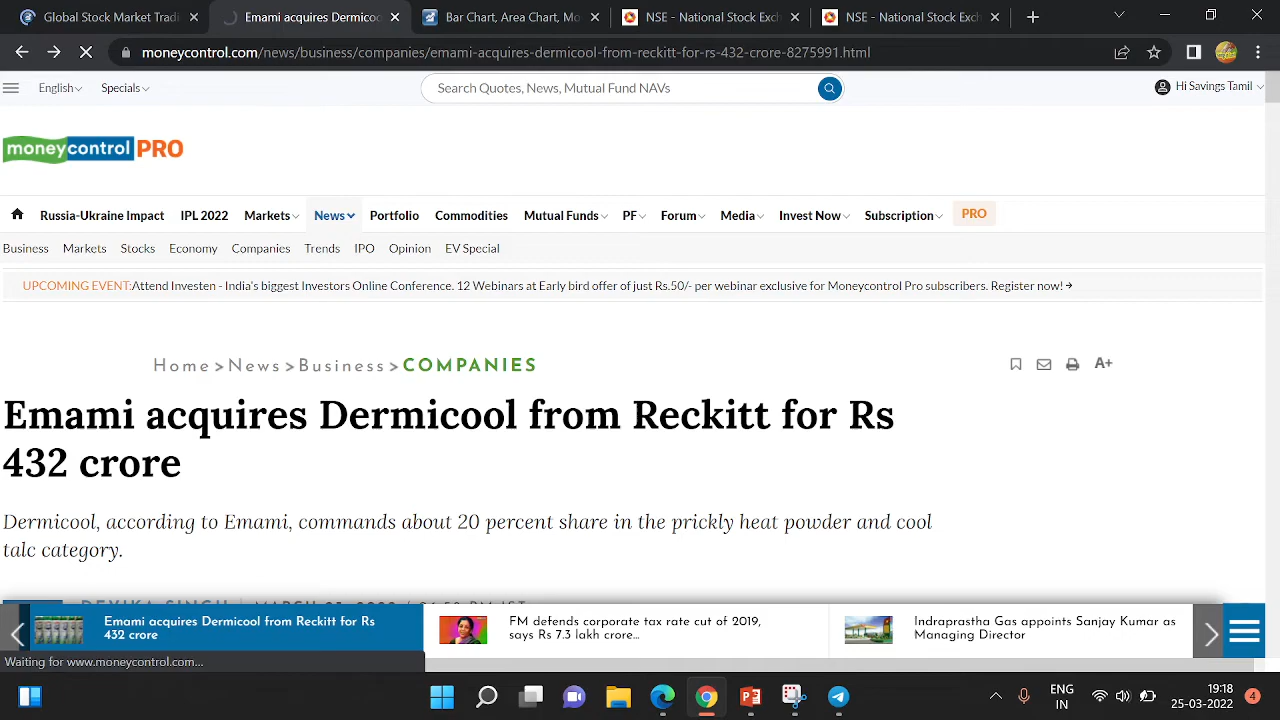 Global Stock Market Tradi
Emami acquires Dermicoo
Bar Chart, Area Chart, Do
NSE - National Stock Exch
NSE - National Stock Exch
moneycontrol.com/news/business/companies/emami-acquires-dermicool-from-reckitt-for-rs-432-crore-8275991.html
English Specials Search Quotes, News, Mutual Fund NAVs Hi Savings Tamil
moneycontrol PRO
Russia-Ukraine Impact IPL 2022 Markets News Portfolio Commodities Mutual Funds PF Forum Media Invest Now Subscription PRO
Business Markets Stocks Economy Companies Trends IPO Opinion EV Special
UPCOMING EVENT:Attend Investen - India's biggest Investors Online Conference. 12 Webinars at Early bird offer of just Rs.50/- per webinar exclusive for Moneycontrol Pro subscribers. Register now!
Home > News > Business > COMPANIES A+
Emami acquires Dermicool from Reckitt for Rs
432 crore
Dermicool, according to Emami, commands about 20 percent share in the prickly heat powder and cool
talc category.
Emami acquires Dermicool from Reckitt for Rs
432 crore
FM defends corporate tax rate cut of 2019,
says Rs 7.3 lakh crore...
Indraprastha Gas appoints Sanjay Kumar as
Managing Director
Waiting for www.moneycontrol.com...
ENG
IN
19:18
25-03-2022
4